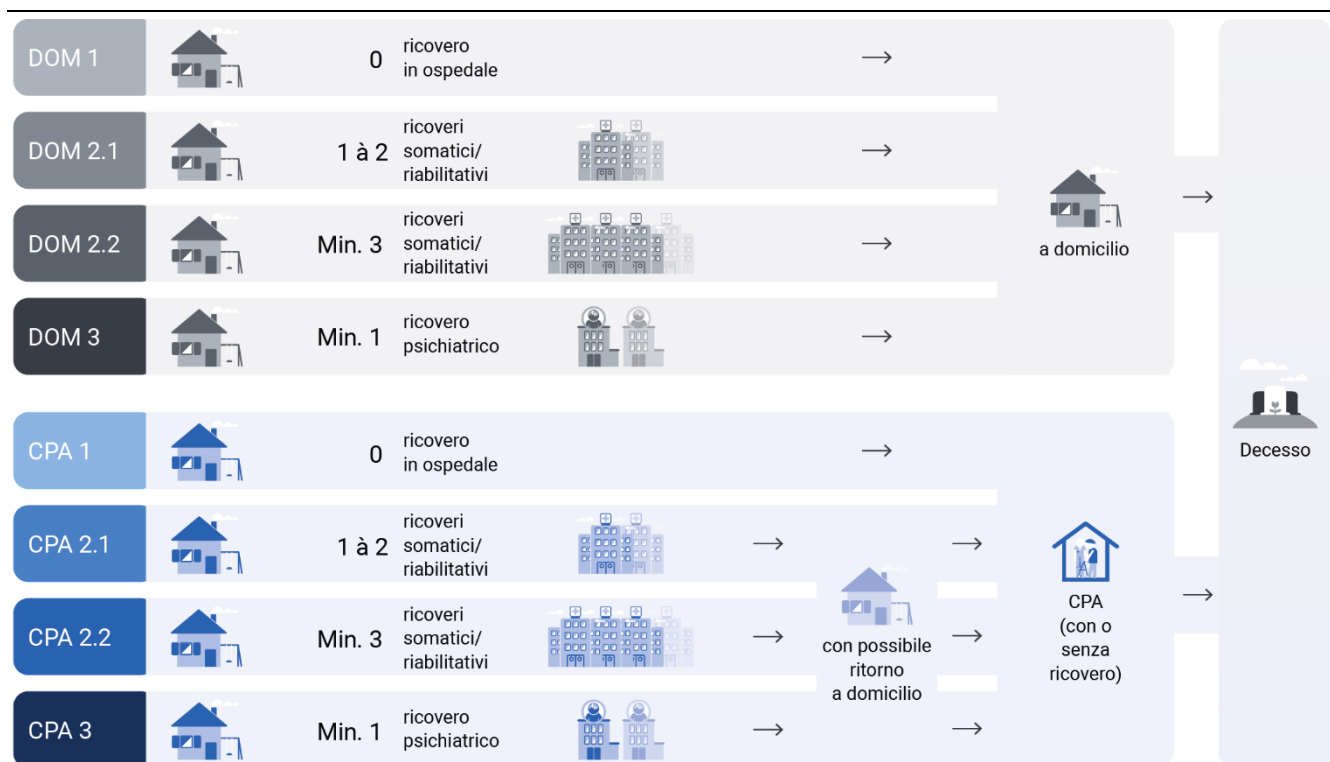 DOM 1
0
ricovero
in ospedale
DOM 2.1
1 à 2
ricoveri
somatici/
riabilitativi
DOM 2.2
Min. 3
ricoveri
somatici/
riabilitativi
DOM 3
Min. 1
ricovero
psichiatrico
a domicilio
CPA 1
0
ricovero
in ospedale
CPA 2.1
1 à 2
ricoveri
somatici/
riabilitativi
CPA 2.2
Min. 3
ricoveri
somatici/
riabilitativi
CPA 3
Min. 1
ricovero
psichiatrico
con possibile
ritorno
a domicilio
CPA
(con o
senza
ricovero)
Decesso